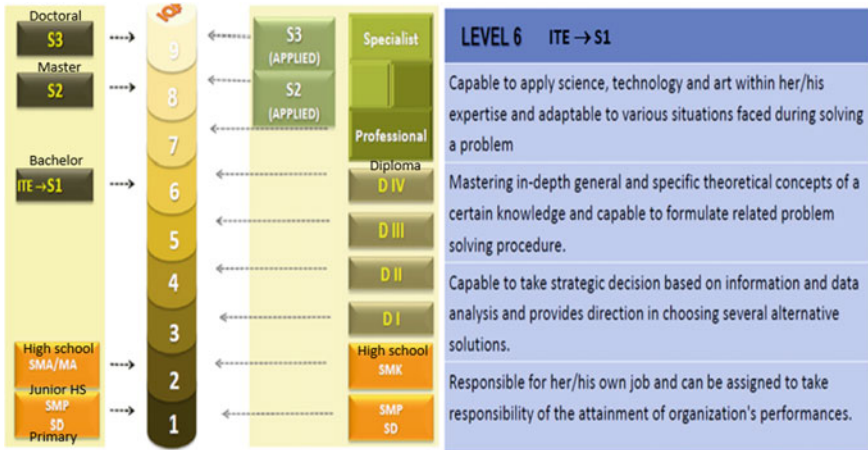 Doctoral
S3
Master
S2
Bachelor
ITE → S1
High school
SMA/MA
Junior HS
SMP
SD
Primary
9
8
7
6
5
4
3
2
1
S3
(APPLIED)
S2
(APPLIED)
Specialist
Professional
Diploma
D IV
D III
D II
D I
High school
SMK
SMP
SD
LEVEL 6 ITE → S1
Capable to apply science, technology and art within her/his
expertise and adaptable to various situations faced during solving
a problem
Mastering in-depth general and specific theoretical concepts of a
certain knowledge and capable to formulate related problem
solving procedure.
Capable to take strategic decision based on information and data
analysis and provides direction in choosing several alternative
solutions.
Responsible for her/his own job and can be assigned to take
responsibility of the attainment of organization's performances.